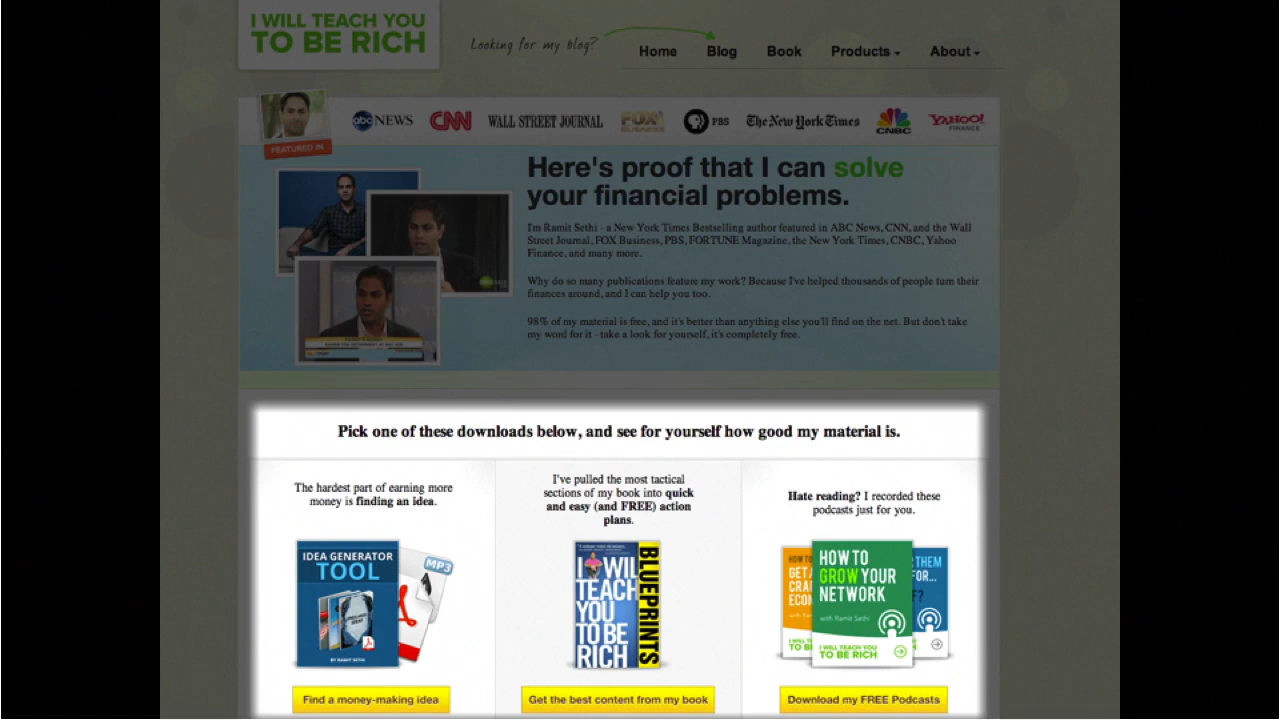 I WILL TEACH YOU
TO BE RICH
Looking for my blog?
Home Blog Book Products About
FEATURED IN
abc NEWS CNN WALL STREET JOURNAL FOX BUSINESS PBS The New York Times CNBC YAHOO! FINANCE
Here's proof that I can solve
your financial problems.
I'm Ramit Sethi - a New York Times Bestselling author featured in ABC News, CNN, and the Wall
Street Journal, FOX Business, PBS, FORTUNE Magazine, the New York Times, CNBC, Yahoo
Finance, and many more.
Why do so many publications feature my work? Because I've helped thousands of people turn their
finances around, and I can help you too.
98% of my material is free, and it's better than anything else you'll find on the net. But don't take
my word for it - take a look for yourself, it's completely free.
Pick one of these downloads below, and see for yourself how good my material is.
The hardest part of earning more
money is finding an idea.
IDEA GENERATOR
TOOL
MP3
BY RAMIT SETHI
Find a money-making idea
I've pulled the most tactical
sections of my book into quick
and easy (and FREE) action
plans.
I WILL
TEACH
YOU
TO BE
RICH
BLUEPRINTS
Get the best content from my book
Hate reading? I recorded these
podcasts just for you.
HOW TO
GROW YOUR
NETWORK
with Ramit Sethi
I WILL TEACH YOU
TO BE RICH
THEM
FOR...
Download my FREE Podcasts